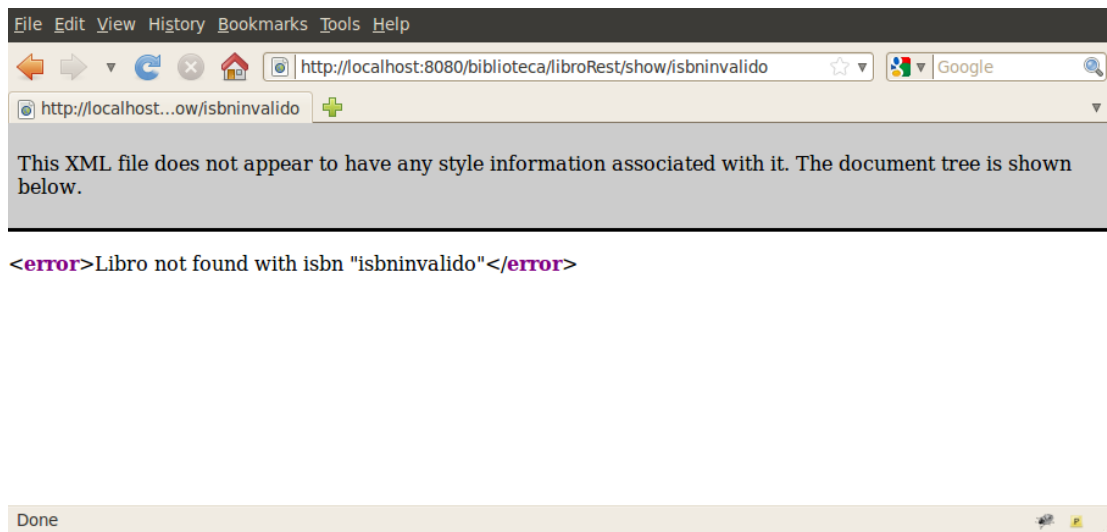 File Edit View History Bookmarks Tools Help
http://localhost:8080/biblioteca/libroRest/show/isbninvalido Google
http://localhost...ow/isbninvalido
This XML file does not appear to have any style information associated with it. The document tree is shown
below.
<error>Libro not found with isbn "isbninvalido"</error>
Done P